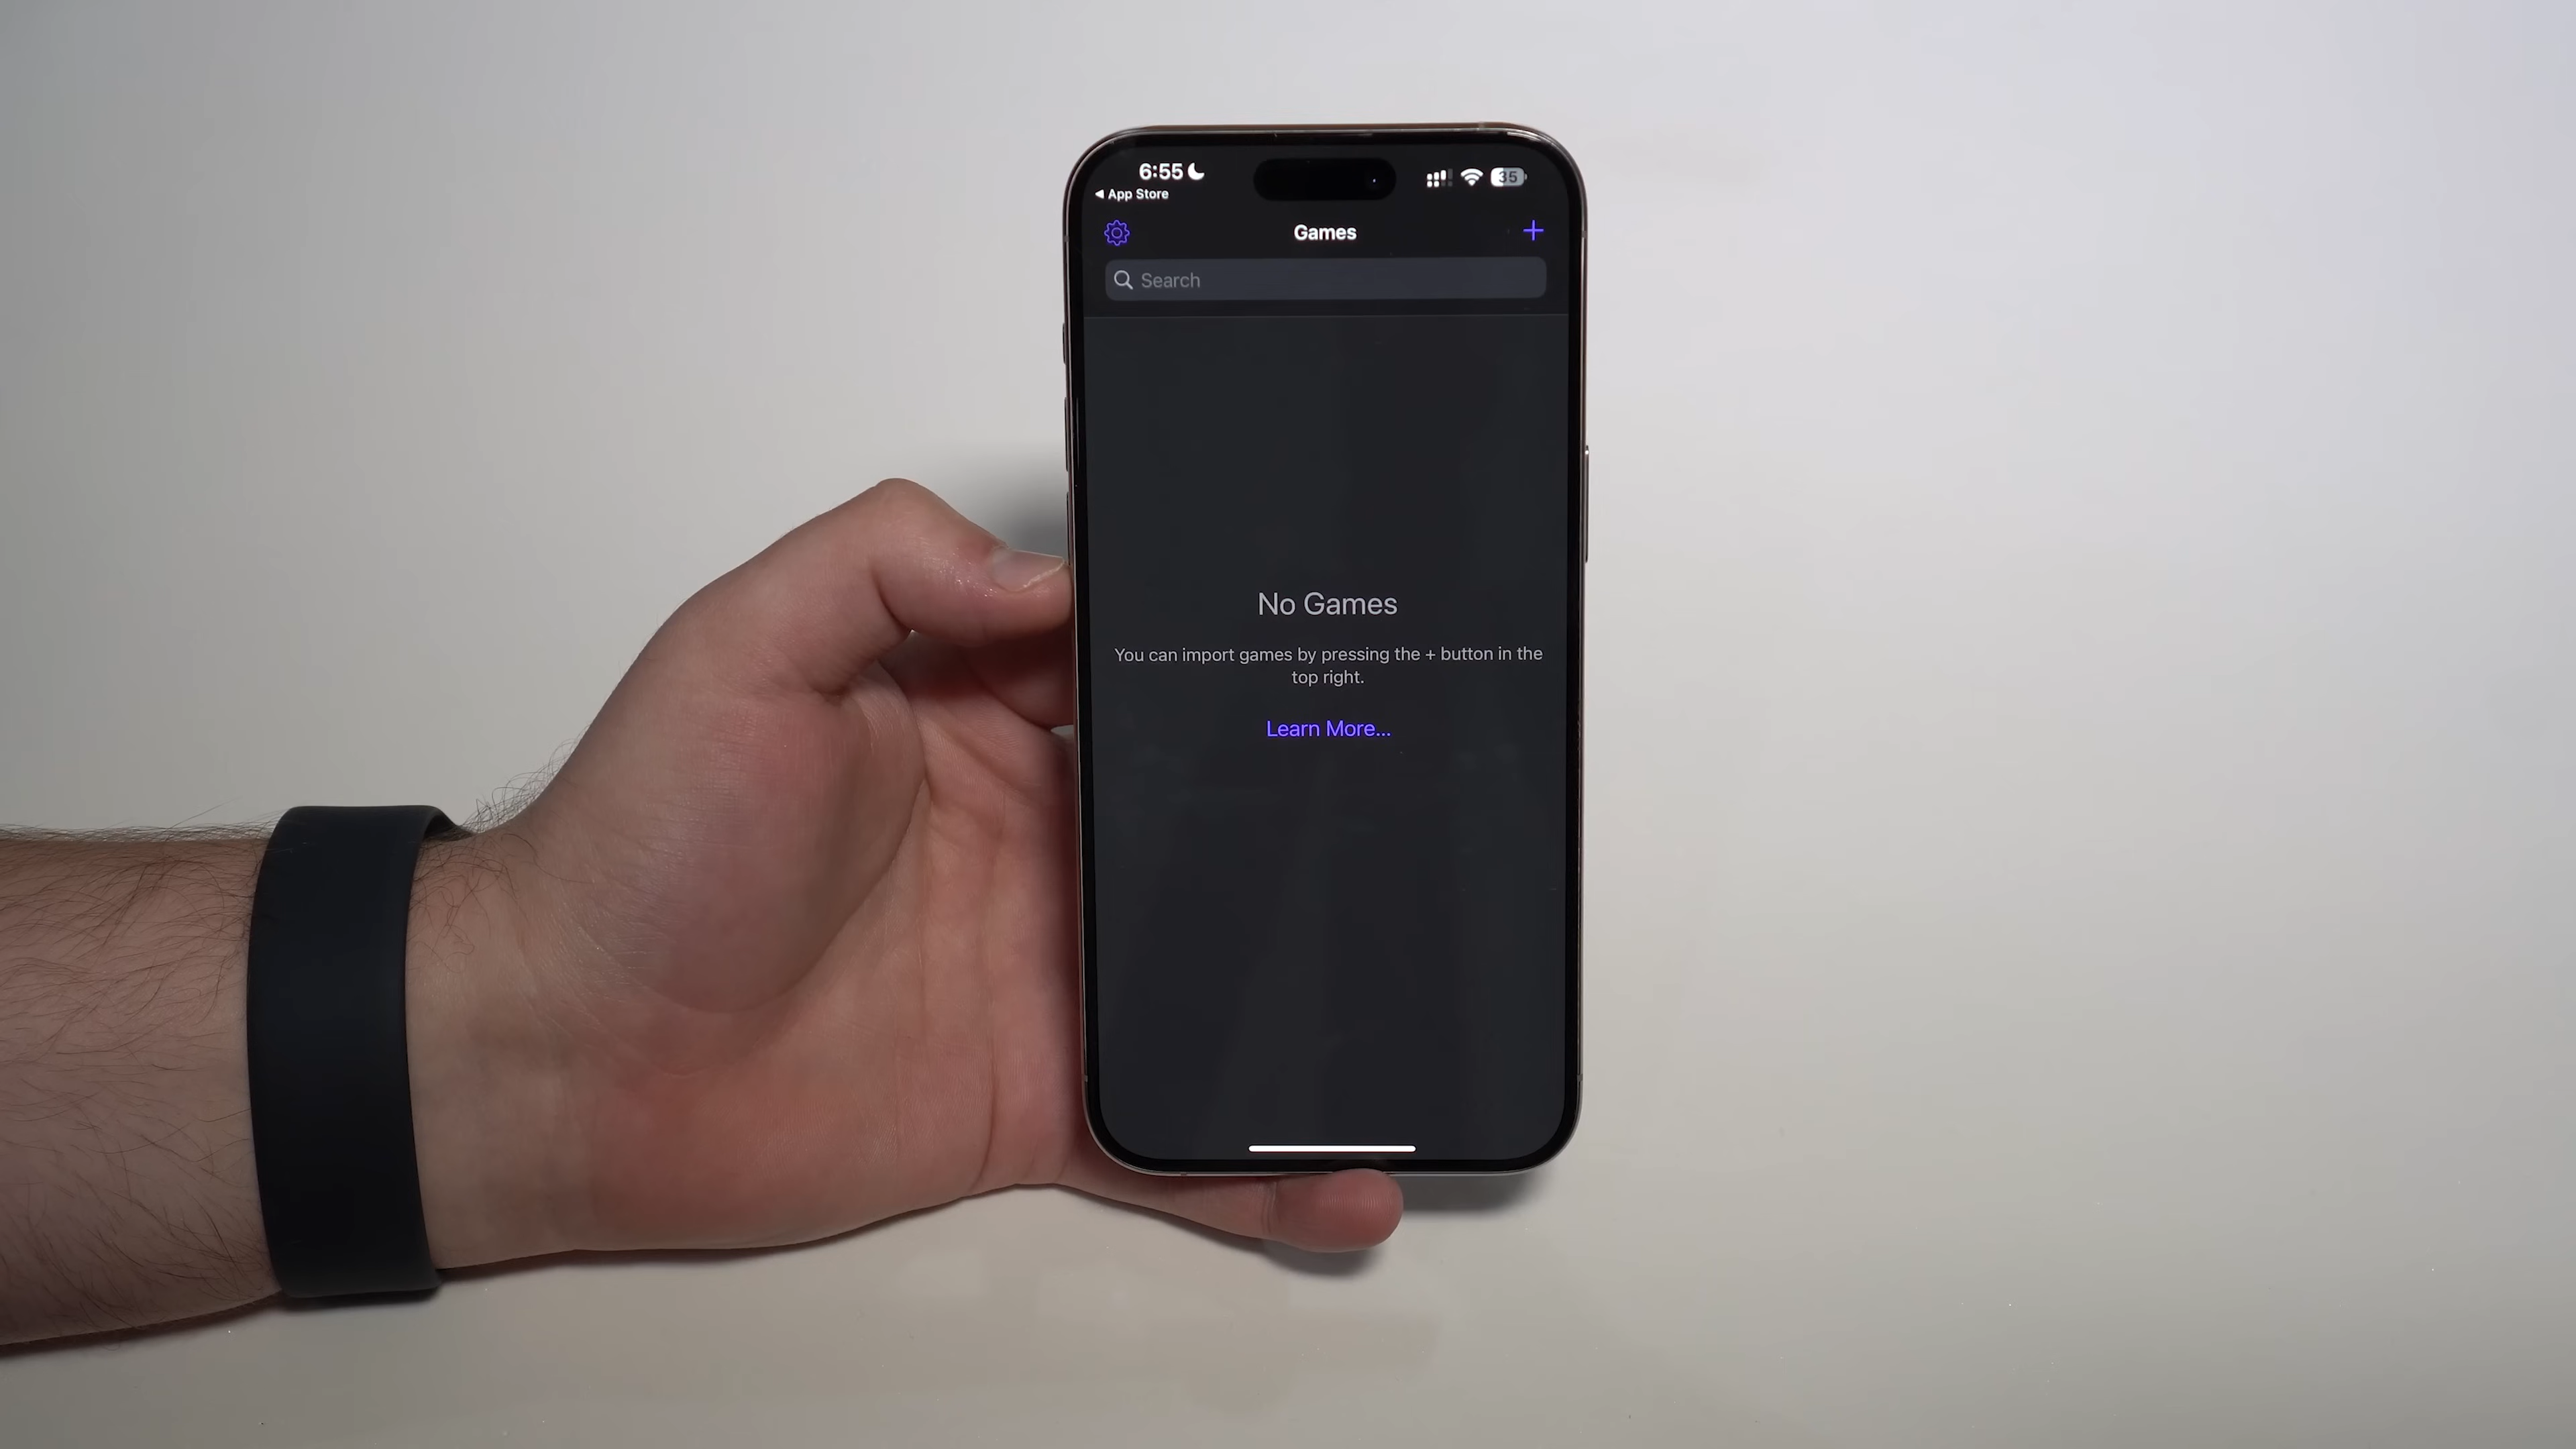 6:55
35
App Store
Games
Search
No Games
You can import games by pressing the + button in the
top right.
Learn More...